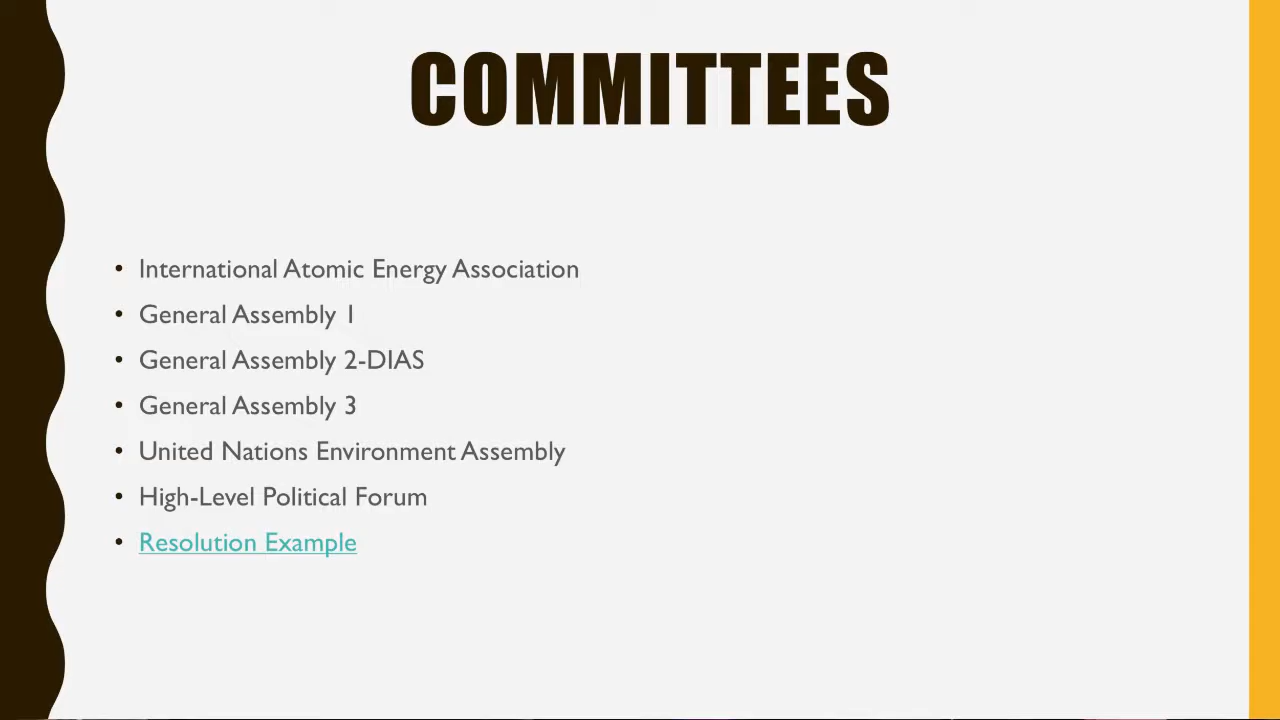 COMMITTEES
• International Atomic Energy Association
• General Assembly 1
• General Assembly 2-DIAS
• General Assembly 3
• United Nations Environment Assembly
• High-Level Political Forum
• Resolution Example